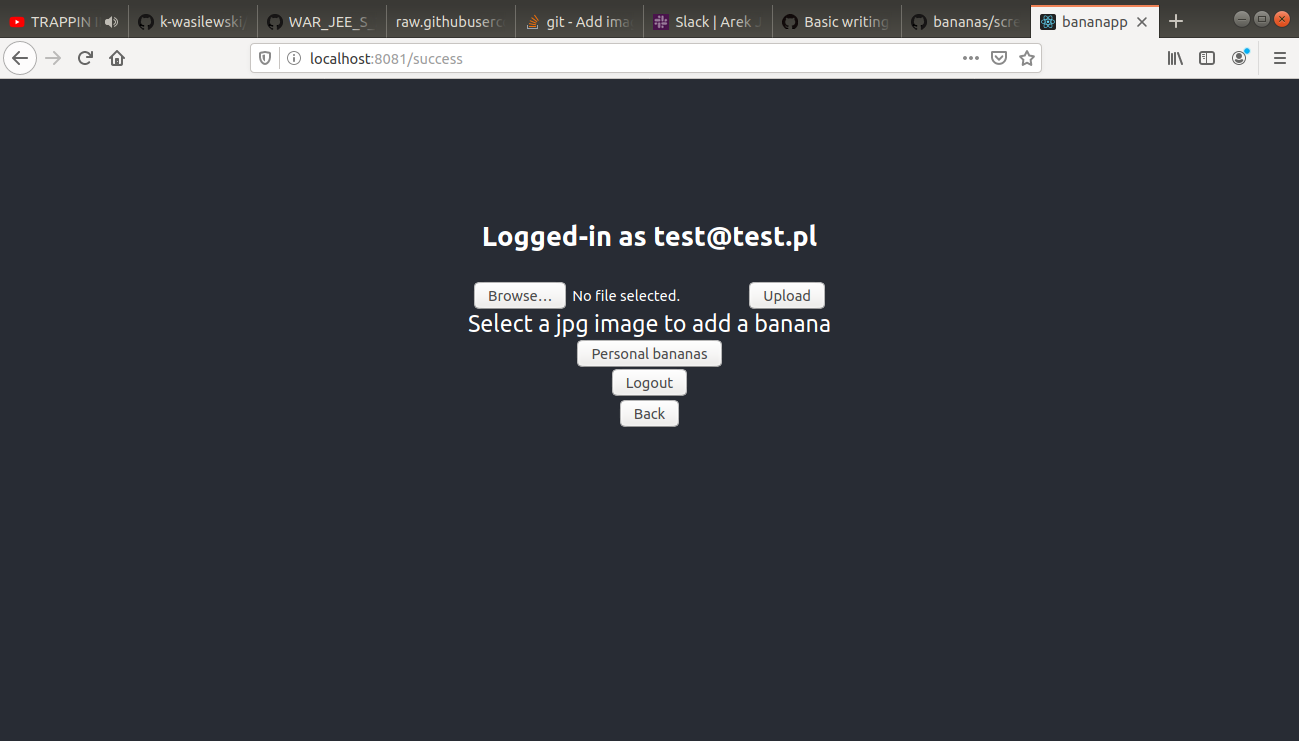 TRAPPIN
k-wasilewski/
WAR_JEE_S_
raw.githubuserc
git - Add ima
Slack | Arek J
Basic writing
bananas/scre
bananapp
localhost:8081/success
Logged-in as test@test.pl
Browse... No file selected. Upload
Select a jpg image to add a banana
Personal bananas
Logout
Back